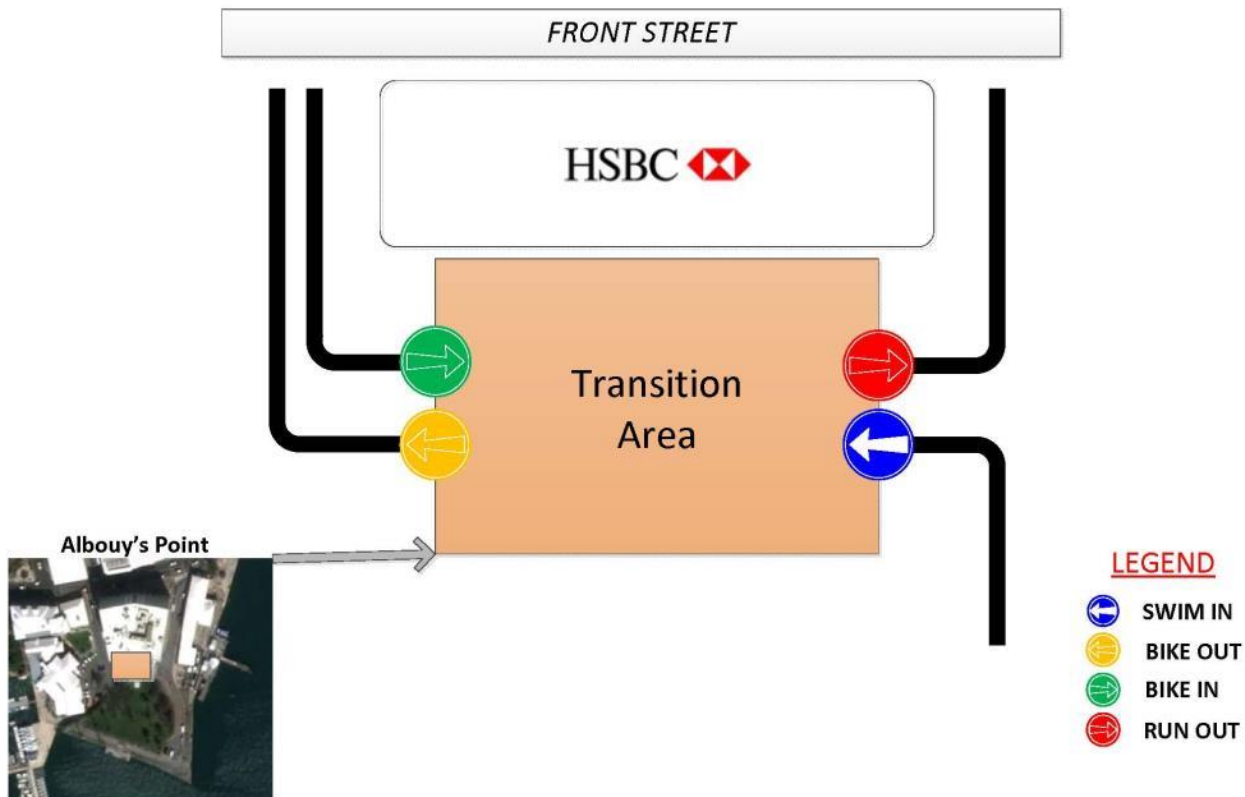 FRONT STREET
HSBC
Transition
Area
Albouy's Point
LEGEND
SWIM IN
BIKE OUT
BIKE IN
RUN OUT